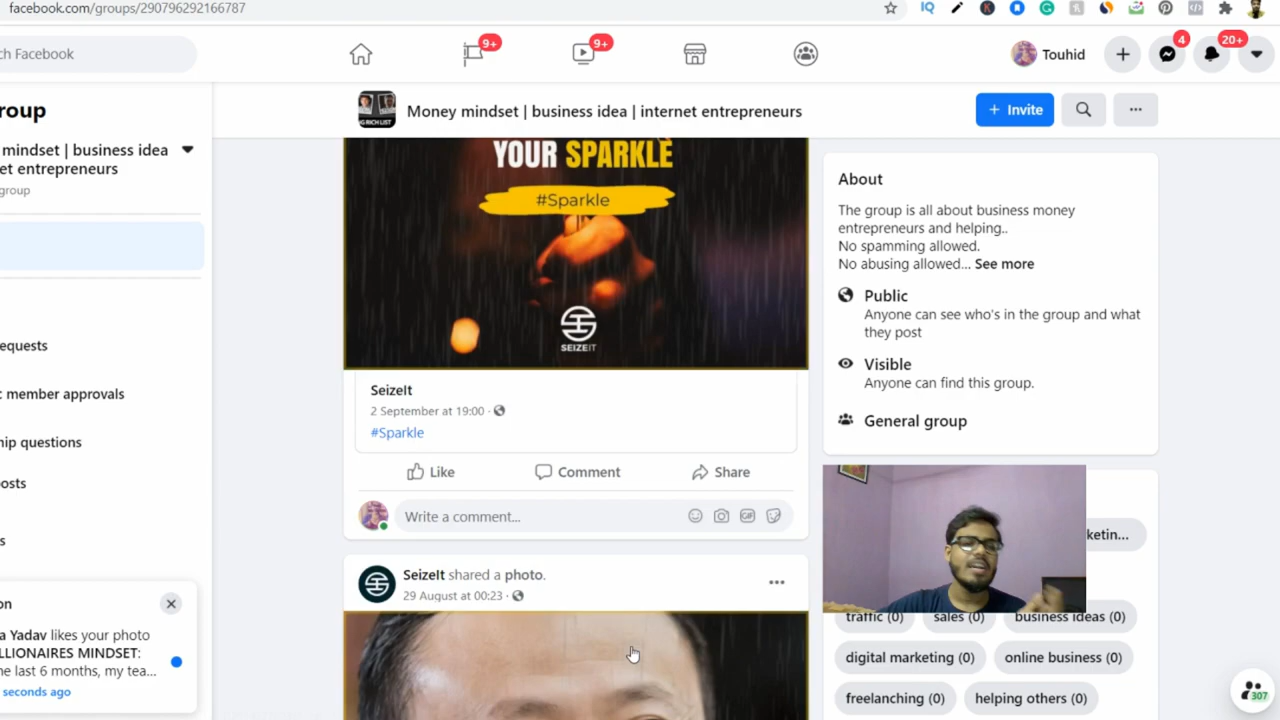 facebook.com/groups/290796292166787
IQ
ch Facebook
9+
9+
Touhid
4
20+
roup
mindset | business idea
et entrepreneurs
group
equests
c member approvals
hip questions
osts
s
on
a Yadav likes your photo
LLIONAIRES MINDSET:
ne last 6 months, my tea...
seconds ago
G RICH LIST
Money mindset | business idea | internet entrepreneurs
+ Invite
YOUR SPARKLE
#Sparkle
SEIZEIT
SeizeIt
2 September at 19:00
#Sparkle
Like
Comment
Share
Write a comment...
GIF
SeizeIt shared a photo.
29 August at 00:23
About
The group is all about business money
entrepreneurs and helping..
No spamming allowed.
No abusing allowed... See more
Public
Anyone can see who's in the group and what
they post
Visible
Anyone can find this group.
General group
ketin...
traffic (0)
sales (0)
business ideas (0)
digital marketing (0)
online business (0)
freelanching (0)
helping others (0)
307